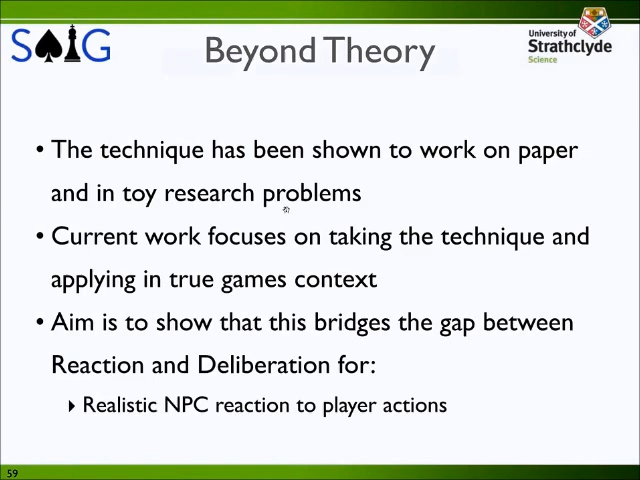 SAIG
Beyond Theory
University of
Strathclyde
Science
• The technique has been shown to work on paper
and in toy research problems
• Current work focuses on taking the technique and
applying in true games context
• Aim is to show that this bridges the gap between
Reaction and Deliberation for:
Realistic NPC reaction to player actions
59